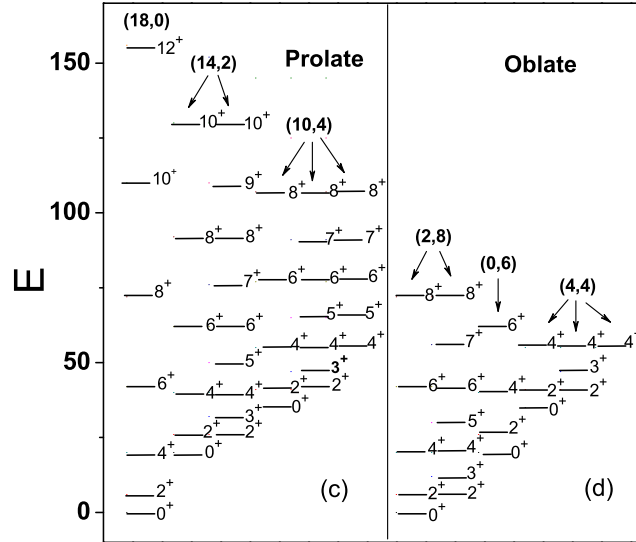 (18,0)
12⁺
150
(14,2)
Prolate
Oblate
10⁺ 10⁺
(10,4)
10⁺ 9⁺ 8⁺ 8⁺ 8⁺
100
8⁺ 8⁺ 7⁺ 7⁺
(2,8)
(0,6)
(4,4)
7⁺ 6⁺ 6⁺ 6⁺
8⁺ 8⁺ 8⁺
E
6⁺ 6⁺ 5⁺ 5⁺ 6⁺
4⁺ 4⁺ 4⁺ 7⁺ 4⁺ 4⁺ 4⁺
50
5⁺ 3⁺ 3⁺
6⁺ 4⁺ 4⁺ 2⁺ 2⁺ 6⁺ 6⁺ 4⁺ 2⁺ 2⁺
3⁺ 0⁺ 5⁺ 0⁺
2⁺ 2⁺ 2⁺
4⁺ 0⁺ 4⁺ 4⁺ 0⁺
3⁺
2⁺ 2⁺ 2⁺
(c)
(d)
0
0⁺ 0⁺